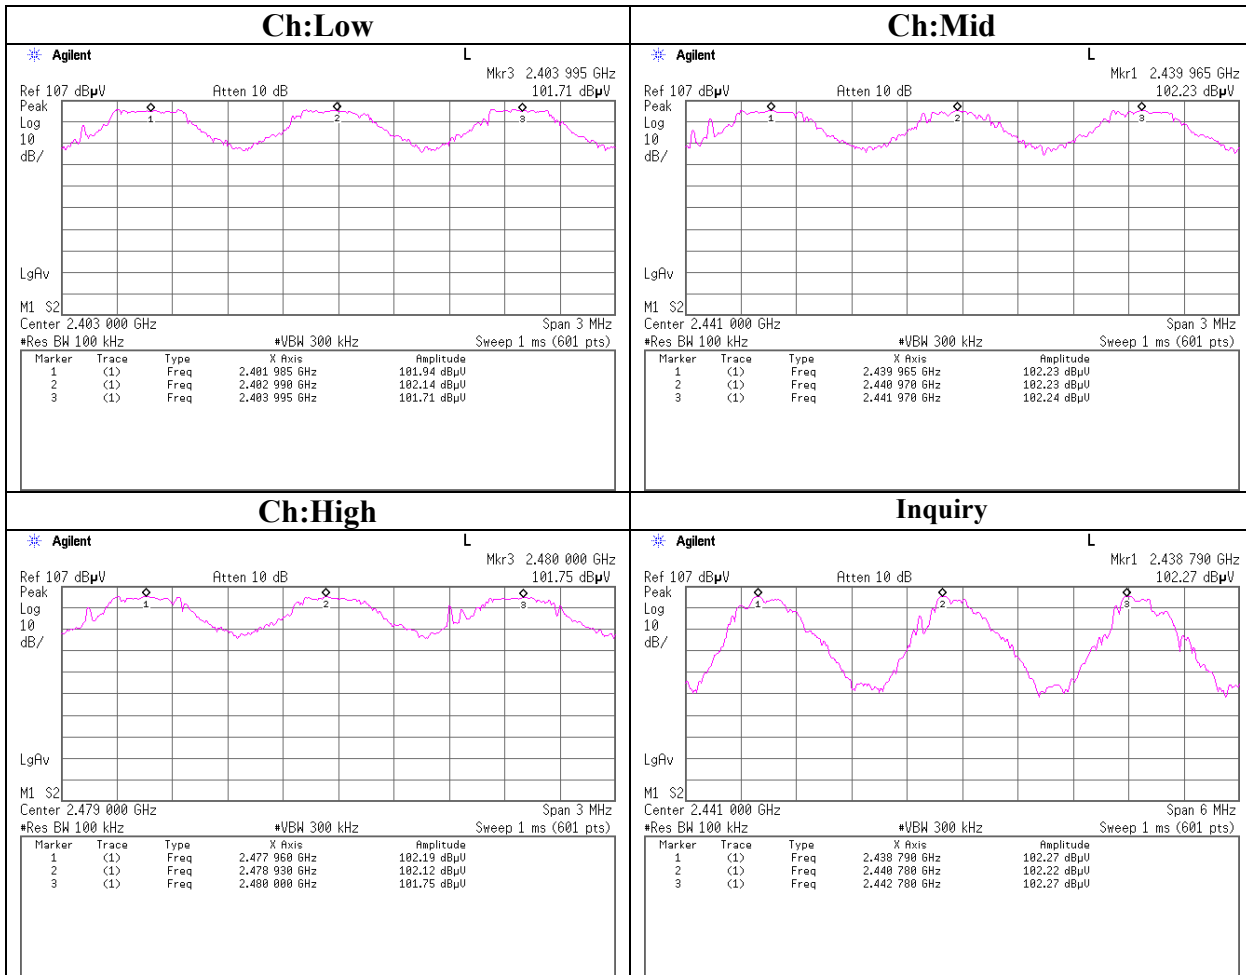 Ch:Low
Agilent
L
Mkr3 2.403 995 GHz
Ref 107 dBµV Atten 10 dB 101.71 dBµV
Peak
Log
10
dB/
1 2 3
LgAv
M1 S2
Center 2.403 000 GHz Span 3 MHz
#Res BW 100 kHz #VBW 300 kHz Sweep 1 ms (601 pts)
Marker Trace Type X Axis Amplitude
1 (1) Freq 2.401 985 GHz 101.94 dBµV
2 (1) Freq 2.402 990 GHz 102.14 dBµV
3 (1) Freq 2.403 995 GHz 101.71 dBµV
Ch:Mid
Agilent
L
Mkr1 2.439 965 GHz
Ref 107 dBµV Atten 10 dB 102.23 dBµV
Peak
Log
10
dB/
1 2 3
LgAv
M1 S2
Center 2.441 000 GHz Span 3 MHz
#Res BW 100 kHz #VBW 300 kHz Sweep 1 ms (601 pts)
Marker Trace Type X Axis Amplitude
1 (1) Freq 2.439 965 GHz 102.23 dBµV
2 (1) Freq 2.440 970 GHz 102.23 dBµV
3 (1) Freq 2.441 970 GHz 102.24 dBµV
Ch:High
Agilent
L
Mkr3 2.480 000 GHz
Ref 107 dBµV Atten 10 dB 101.75 dBµV
Peak
Log
10
dB/
1 2 3
LgAv
M1 S2
Center 2.479 000 GHz Span 3 MHz
#Res BW 100 kHz #VBW 300 kHz Sweep 1 ms (601 pts)
Marker Trace Type X Axis Amplitude
1 (1) Freq 2.477 960 GHz 102.19 dBµV
2 (1) Freq 2.478 930 GHz 102.12 dBµV
3 (1) Freq 2.480 000 GHz 101.75 dBµV
Inquiry
Agilent
L
Mkr1 2.438 790 GHz
Ref 107 dBµV Atten 10 dB 102.27 dBµV
Peak
Log
10
dB/
1 2 3
LgAv
M1 S2
Center 2.441 000 GHz Span 6 MHz
#Res BW 100 kHz #VBW 300 kHz Sweep 1 ms (601 pts)
Marker Trace Type X Axis Amplitude
1 (1) Freq 2.438 790 GHz 102.27 dBµV
2 (1) Freq 2.440 780 GHz 102.22 dBµV
3 (1) Freq 2.442 780 GHz 102.27 dBµV